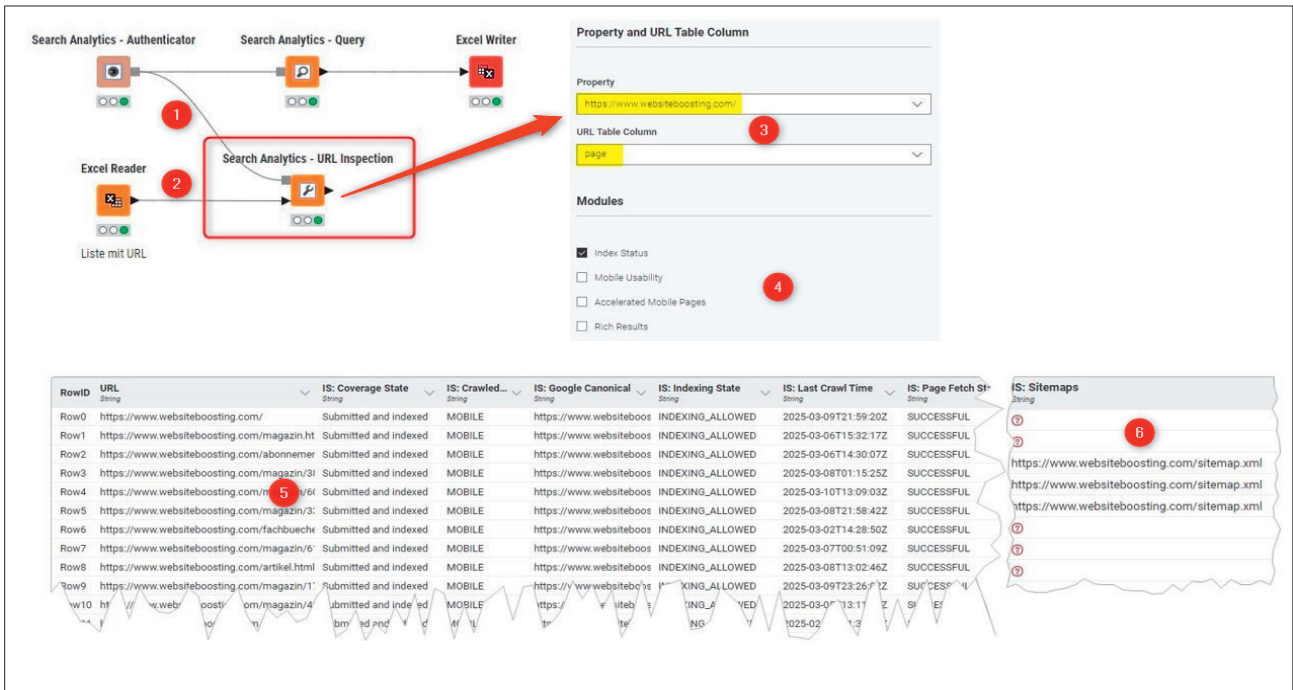 Search Analytics - Authenticator
Search Analytics - Query
Excel Writer
1
Excel Reader
2
Liste mit URL
Search Analytics - URL Inspection
Property and URL Table Column
Property
https://www.websiteboosting.com/
3
URL Table Column
page
Modules
Index Status
Mobile Usability
4
Accelerated Mobile Pages
Rich Results
RowID URL IS: Coverage State IS: Crawled... IS: Google Canonical IS: Indexing State IS: Last Crawl Time IS: Page Fetch IS: Sitemaps
String String String String String String String String
Row0 https://www.websiteboosting.com/ Submitted and indexed MOBILE https://www.websiteboos INDEXING_ALLOWED 2025-03-09T21:59:20Z SUCCESSFUL ?
6
Row1 https://www.websiteboosting.com/magazin.ht Submitted and indexed MOBILE https://www.websiteboos INDEXING_ALLOWED 2025-03-06T15:32:17Z SUCCESSFUL ?
Row2 https://www.websiteboosting.com/abonnemer Submitted and indexed MOBILE https://www.websiteboos INDEXING_ALLOWED 2025-03-06T14:30:07Z SUCCESSFUL https://www.websiteboosting.com/sitemap.xml
Row3 https://www.websiteboosting.com/magazin/38 Submitted and indexed MOBILE https://www.websiteboos INDEXING_ALLOWED 2025-03-08T01:15:25Z SUCCESSFUL https://www.websiteboosting.com/sitemap.xml
Row4 https://www.websiteboosting.com/ Submitted and indexed MOBILE https://www.websiteboos INDEXING_ALLOWED 2025-03-10T13:09:03Z SUCCESSFUL https://www.websiteboosting.com/sitemap.xml
5
Row5 https://www.websiteboosting.com/magazin/3 Submitted and indexed MOBILE https://www.websiteboos INDEXING_ALLOWED 2025-03-08T21:58:42Z SUCCESSFUL ?
Row6 https://www.websiteboosting.com/fachbueche Submitted and indexed MOBILE https://www.websiteboos INDEXING_ALLOWED 2025-03-02T14:28:50Z SUCCESSFUL ?
Row7 https://www.websiteboosting.com/magazin/6 Submitted and indexed MOBILE https://www.websiteboos INDEXING_ALLOWED 2025-03-07T00:51:09Z SUCCESSFUL ?
Row8 https://www.websiteboosting.com/artikel.html Submitted and indexed MOBILE https://www.websiteboos INDEXING_ALLOWED 2025-03-08T13:02:46Z SUCCESSFUL
Row9 https://www.websiteboosting.com/magazin/1 Submitted and indexed MOBILE